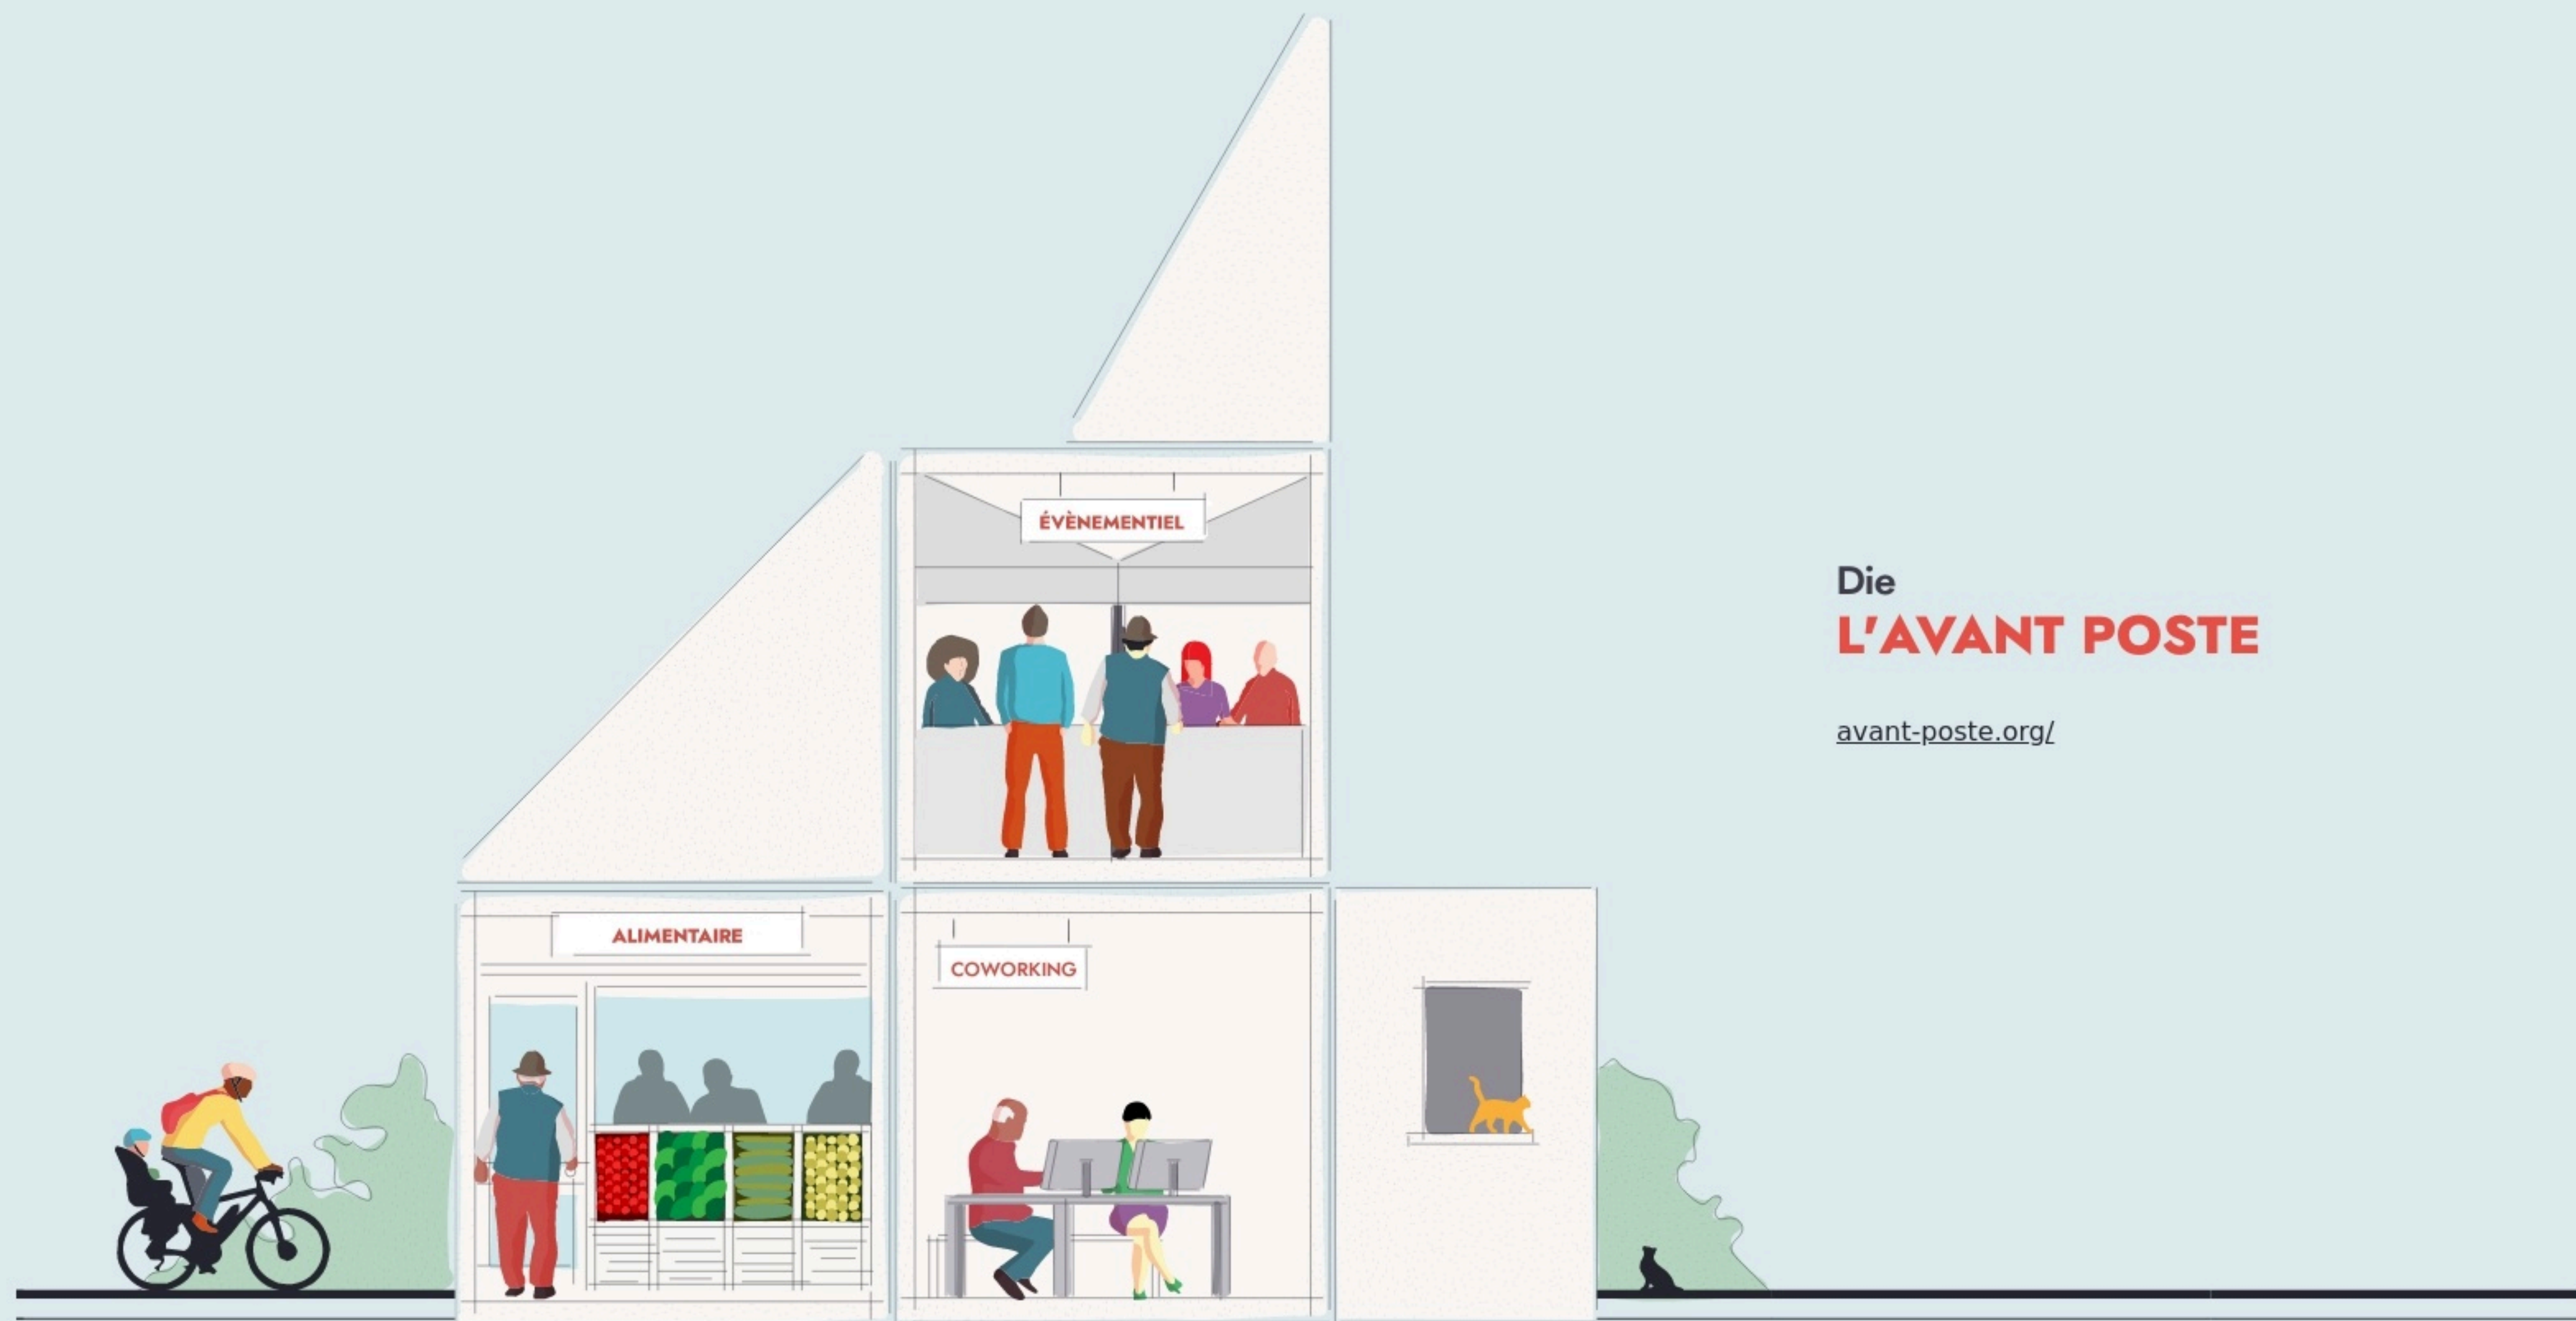 ÉVÈNEMENTIEL
ALIMENTAIRE
COWORKING
Die
L'AVANT POSTE
avant-poste.org/